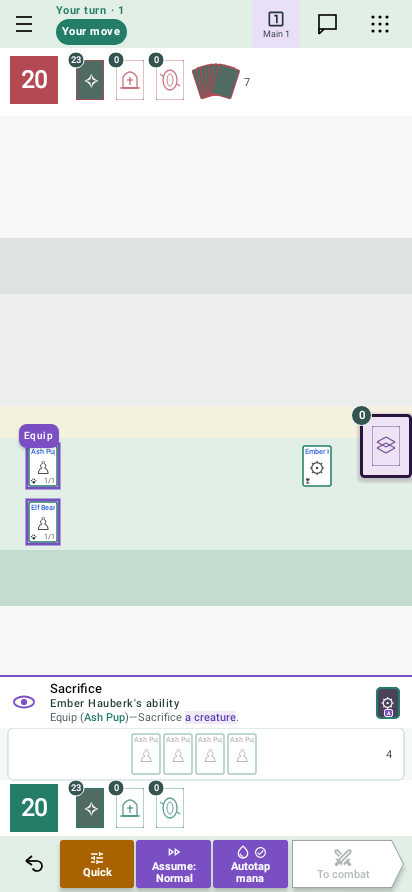 Your turn · 1
Your move
1
Main 1
20
23
0
0
7
0
Equip
Ash Pu
1/1
Ember H
Elf Bear
1/1
Sacrifice
Ember Hauberk's ability
Equip (Ash Pup)—Sacrifice a creature.
A
Ash Pu
Ash Pu
Ash Pu
Ash Pu
4
20
23
0
0
Quick
Assume:
Normal
Autotap
mana
To combat